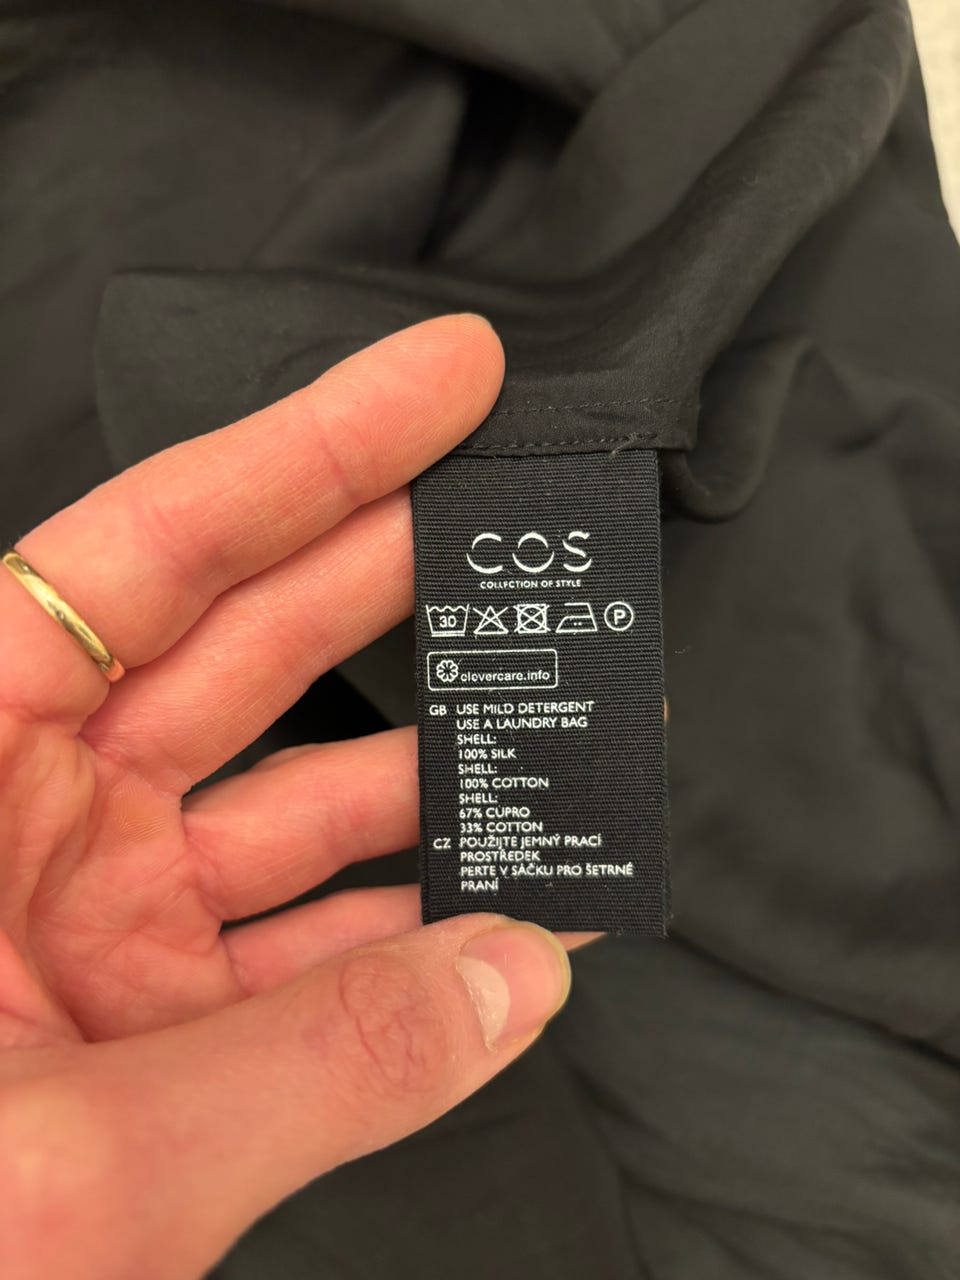 COS
COLLECTION OF STYLE
30 P
clevercare.info
GB USE MILD DETERGENT
USE A LAUNDRY BAG
SHELL:
100% SILK
SHELL:
100% COTTON
SHELL:
67% CUPRO
33% COTTON
CZ POUŽIJTE JEMNÝ PRACÍ
PROSTŘEDEK
PERTE V SÁČKU PRO ŠETRNÉ
PRANÍ